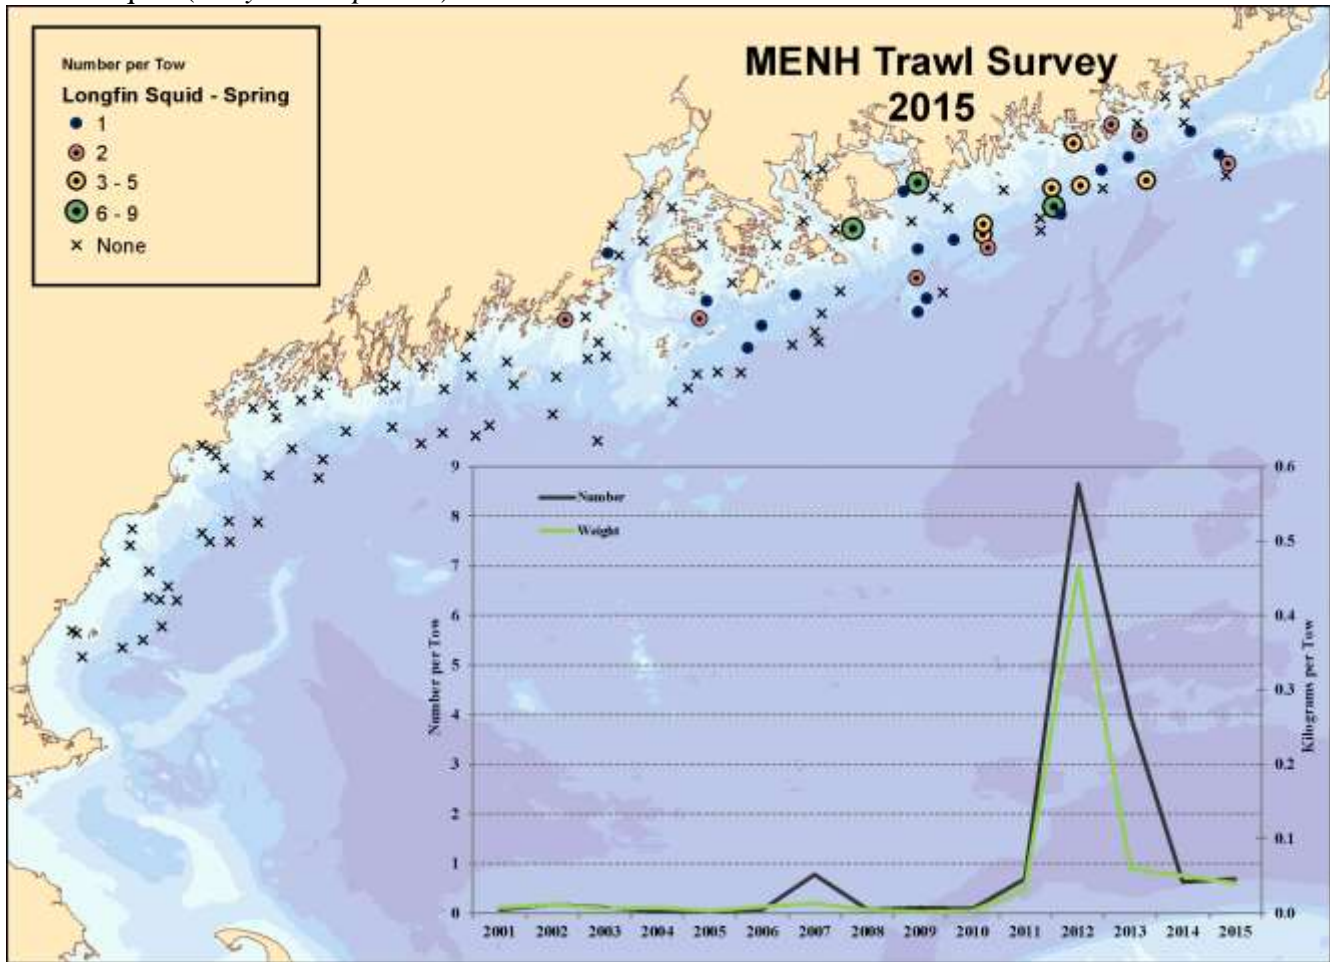 MENH Trawl Survey
2015
Number per Tow
Longfin Squid - Spring
1
2
3 - 5
6 - 9
None
Number
Weight
9
8
7
6
5
4
3
2
1
0
Number per Tow
0.6
0.5
0.4
0.3
0.2
0.1
0.0
Kilograms per Tow
2001 2002 2003 2004 2005 2006 2007 2008 2009 2010 2011 2012 2013 2014 2015